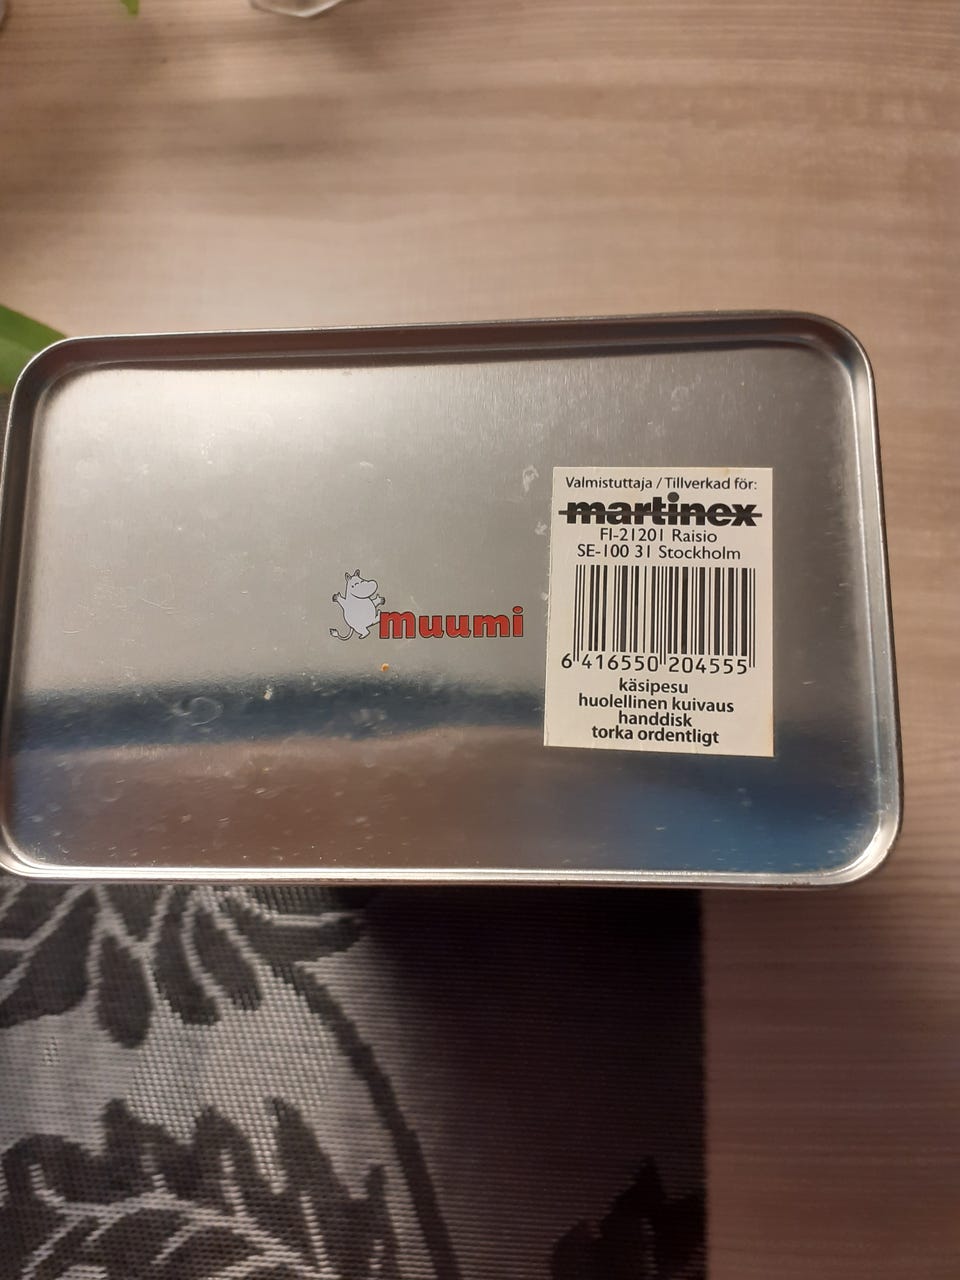 muumi
Valmistuttaja / Tillverkad för:
martinex
FI-21201 Raisio
SE-100 31 Stockholm
6 416550 204555
käsipesu
huolellinen kuivaus
handdisk
torka ordentligt